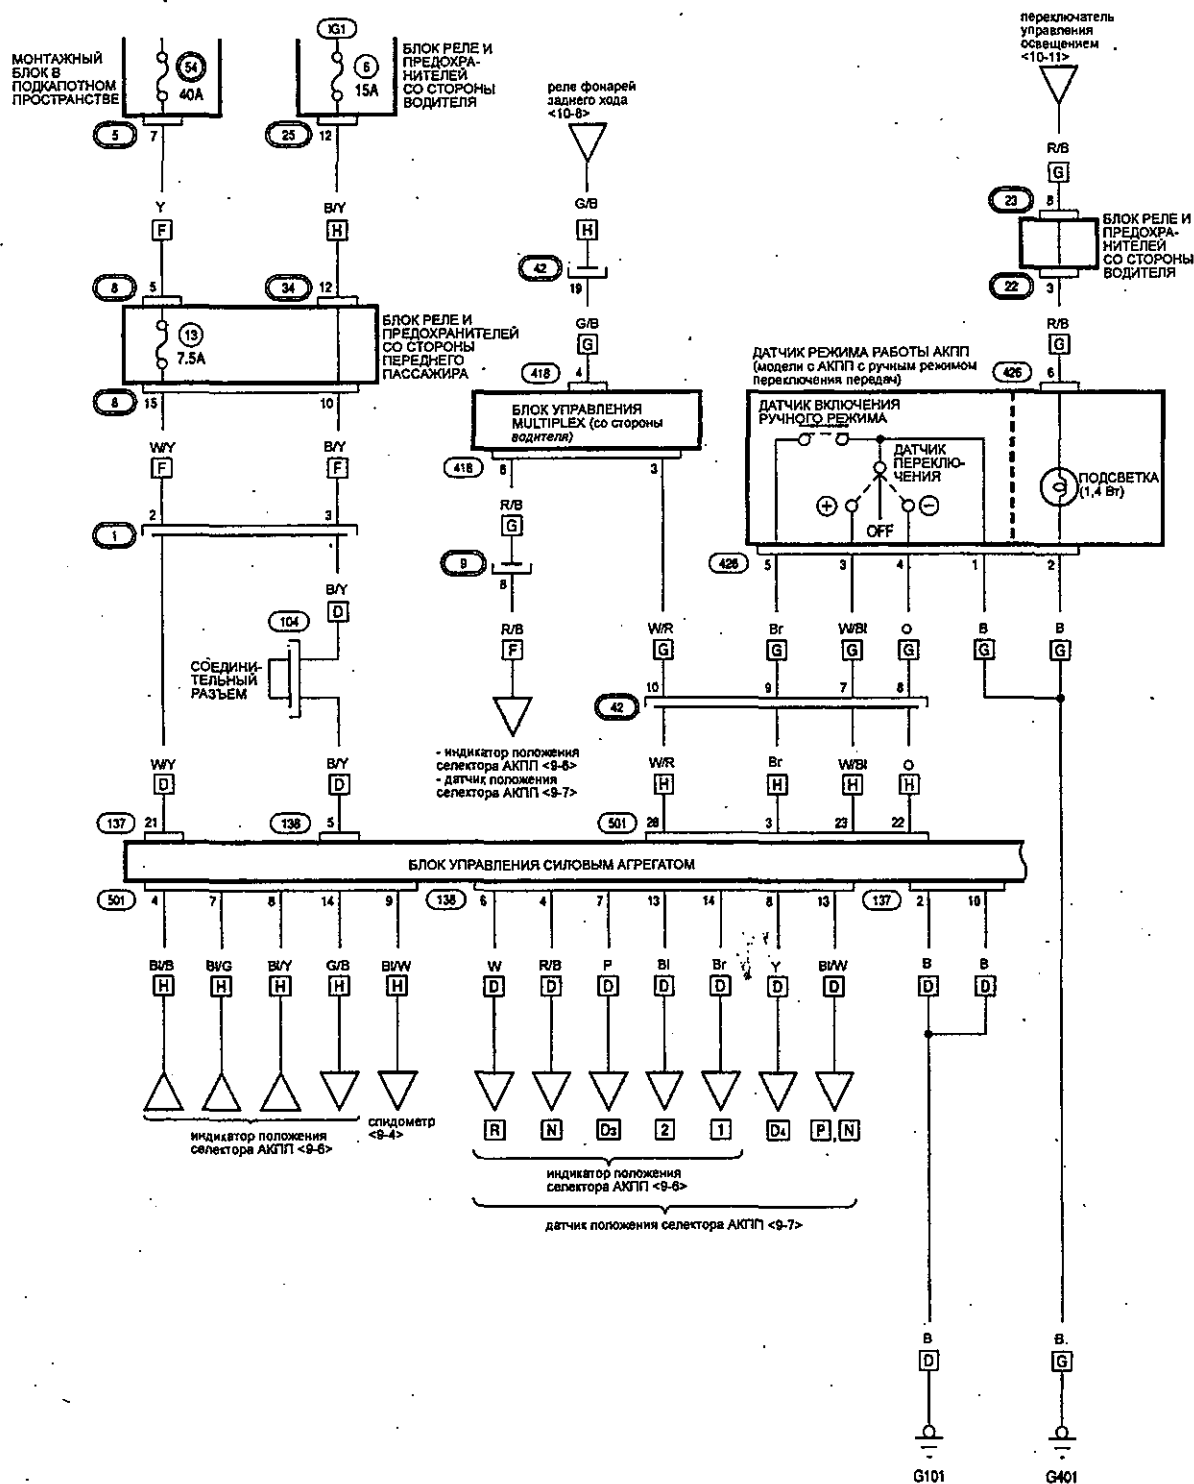 МОНТАЖНЫЙ
БЛОК В
ПОДКАПОТНОМ
ПРОСТРАНСТВЕ
54
40A
5 7
IG1
6
15A
БЛОК РЕЛЕ И
ПРЕДОХРА-
НИТЕЛЕЙ
СО СТОРОНЫ
ВОДИТЕЛЯ
25 12
реле фонарей
заднего хода
<10-8>
переключатель
управления
освещением
<10-11>
R/B
G
23 8
БЛОК РЕЛЕ И
ПРЕДОХРА-
НИТЕЛЕЙ
СО СТОРОНЫ
ВОДИТЕЛЯ
22 3
Y
F
B/Y
H
G/B
H
42
19
8 5
34 12
13
7.5A
БЛОК РЕЛЕ И
ПРЕДОХРАНИТЕЛЕЙ
СО СТОРОНЫ
ПЕРЕДНЕГО
ПАССАЖИРА
8 15 10
G/B
G
418 4
R/B
G
426 6
БЛОК УПРАВЛЕНИЯ
MULTIPLEX (со стороны
водителя)
418 6 3
ДАТЧИК РЕЖИМА РАБОТЫ АКПП
(модели с АКПП с ручным режимом
переключения передач)
ДАТЧИК ВКЛЮЧЕНИЯ
РУЧНОГО РЕЖИМА
ДАТЧИК
ПЕРЕКЛЮ-
ЧЕНИЯ
+ −
OFF
ПОДСВЕТКА
(1,4 Вт)
426 5 3 4 1 2
W/Y
F
B/Y
F
1 2 3
R/B
G
9
8
R/B
F
B/Y
D
104
СОЕДИНИ-
ТЕЛЬНЫЙ
РАЗЪЕМ
W/R Br W/Bl O B B
G G G G G G
10 9 7 8
42
- индикатор положения
селектора АКПП <9-6>
- датчик положения
селектора АКПП <9-7>
W/Y B/Y W/R Br W/Bl O
D D H H H H
137 21 138 5 501 26 3 23 22
БЛОК УПРАВЛЕНИЯ СИЛОВЫМ АГРЕГАТОМ
501 4 7 8 14 9 138 6 4 7 13 14 8 13 137 2 10
Bl/B Bl/G Bl/Y G/B Bl/W W R/B P Bl Br Y Bl/W B B
H H H H H D D D D D D D D D
индикатор положения
селектора АКПП <9-6>
спидометр
<9-4>
R N D3 2 1 D4 P , N
индикатор положения
селектора АКПП <9-6>
датчик положения селектора АКПП <9-7>
B B
D G
G101 G401